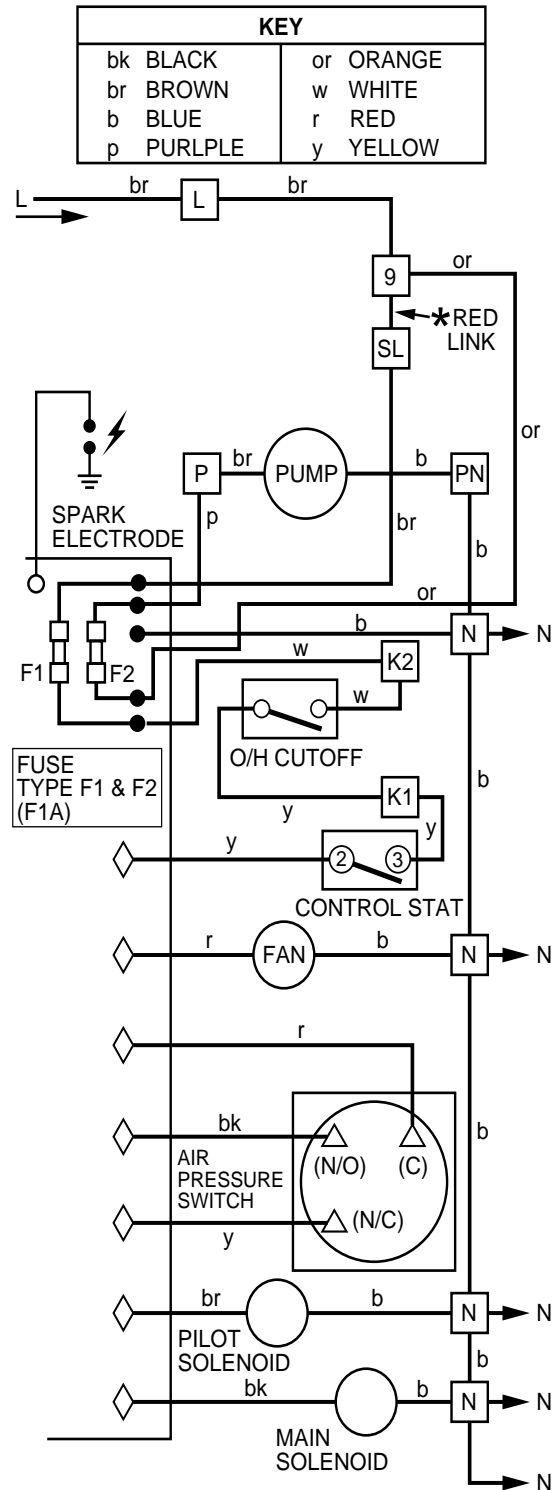 KEY
bk BLACK or ORANGE
br BROWN w WHITE
b BLUE r RED
p PURLPLE y YELLOW
L br L br
9 or
*RED
LINK
SL
or
P br PUMP b PN
SPARK
ELECTRODE
p br b
or
b N N
F1 F2 w K2
w
O/H CUTOFF
FUSE
TYPE F1 & F2
(F1A)
b
y K1 y
y 2 3
CONTROL STAT
r FAN b N N
r
bk (N/O) (C) b
AIR
PRESSURE
SWITCH
(N/C)
y
br b N N
PILOT
SOLENOID
b
bk b N N
MAIN
SOLENOID
N